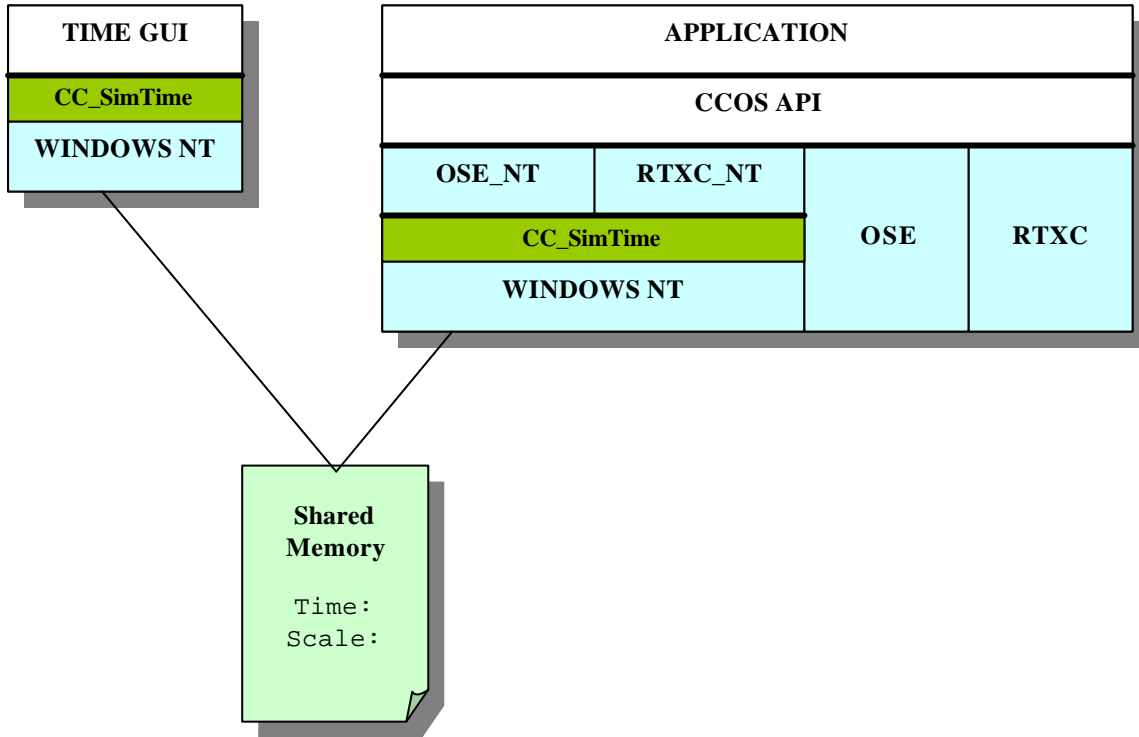 TIME GUI
CC_SimTime
WINDOWS NT
APPLICATION
CCOS API
OSE_NT
RTXC_NT
CC_SimTime
WINDOWS NT
OSE
RTXC
Shared
Memory
Time:
Scale: